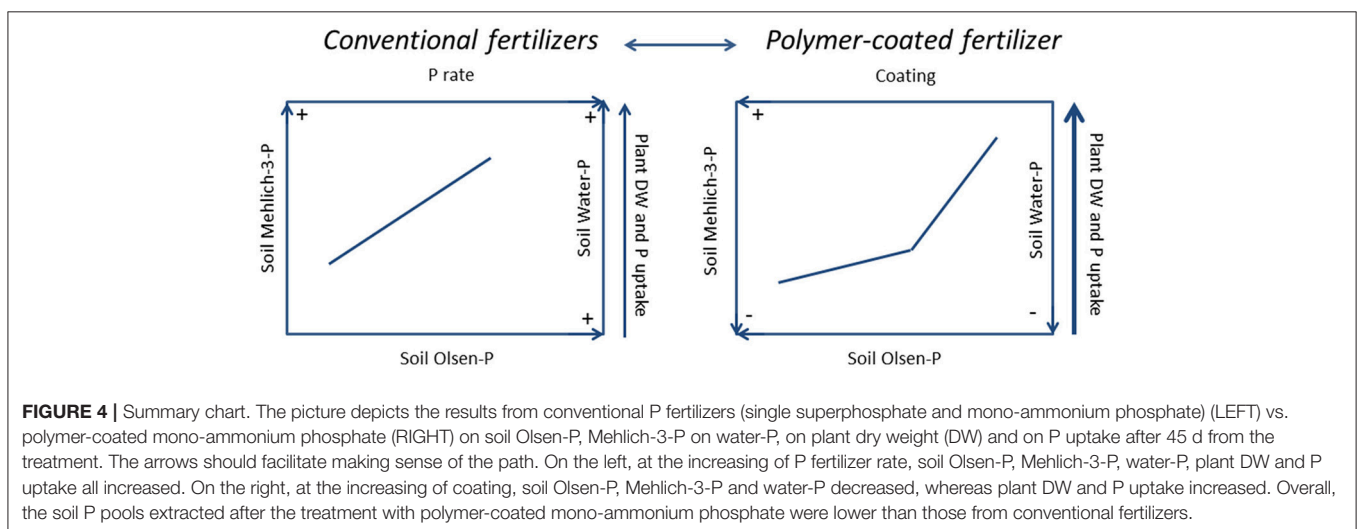 Conventional fertilizers Polymer-coated fertilizer
P rate
Coating
+
+
+
Soil Mehlich-3-P
Soil Water-P
Plant DW and P uptake
Soil Olsen-P
+
-
-
Soil Mehlich-3-P
Soil Water-P
Plant DW and P uptake
Soil Olsen-P
FIGURE 4 | Summary chart. The picture depicts the results from conventional P fertilizers (single superphosphate and mono-ammonium phosphate) (LEFT) vs.
polymer-coated mono-ammonium phosphate (RIGHT) on soil Olsen-P, Mehlich-3-P on water-P, on plant dry weight (DW) and on P uptake after 45 d from the
treatment. The arrows should facilitate making sense of the path. On the left, at the increasing of P fertilizer rate, soil Olsen-P, Mehlich-3-P, water-P, plant DW and P
uptake all increased. On the right, at the increasing of coating, soil Olsen-P, Mehlich-3-P and water-P decreased, whereas plant DW and P uptake increased. Overall,
the soil P pools extracted after the treatment with polymer-coated mono-ammonium phosphate were lower than those from conventional fertilizers.